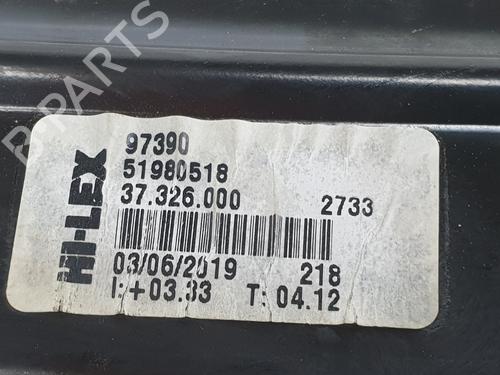 B-PARTS
HI-LEX
97390
51980518
37.326.000 2733
03/06/2019 218
I:+03.33 T: 04.12